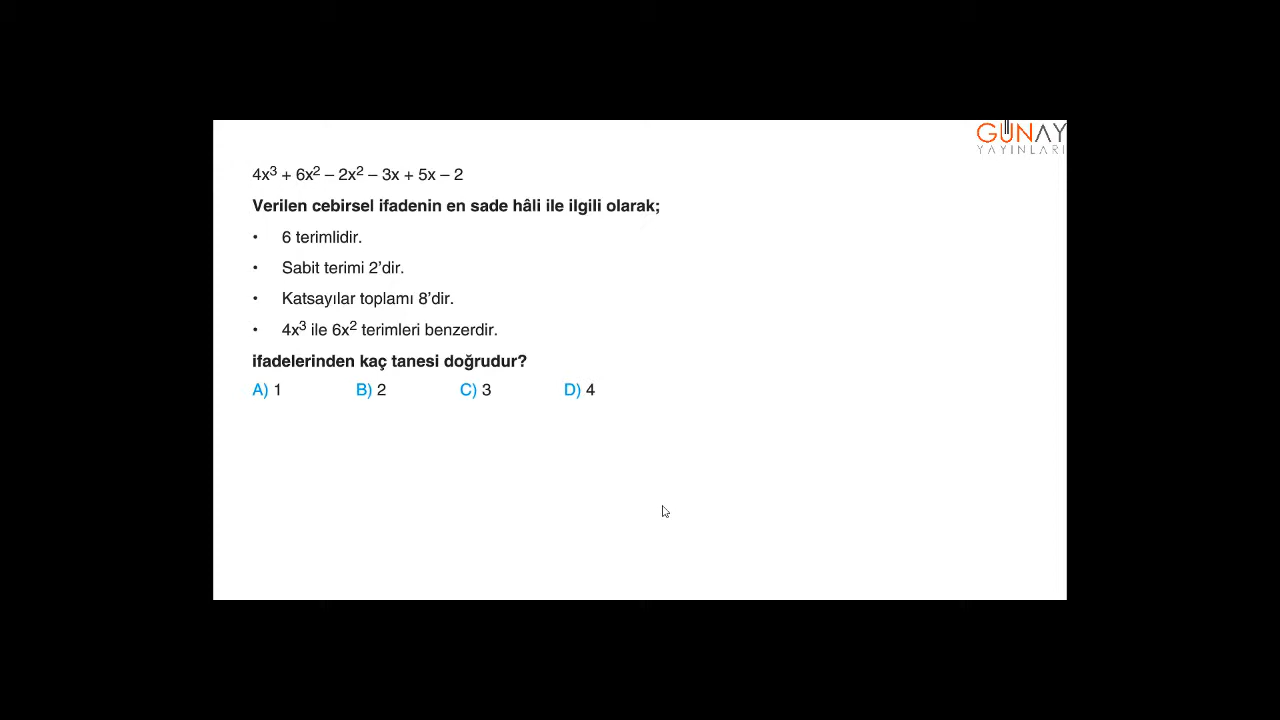 GÜNAY
YAYINLARI
4x³ + 6x² – 2x² – 3x + 5x – 2
Verilen cebirsel ifadenin en sade hâli ile ilgili olarak;
• 6 terimlidir.
• Sabit terimi 2’dir.
• Katsayılar toplamı 8’dir.
• 4x³ ile 6x² terimleri benzerdir.
ifadelerinden kaç tanesi doğrudur?
A) 1 B) 2 C) 3 D) 4